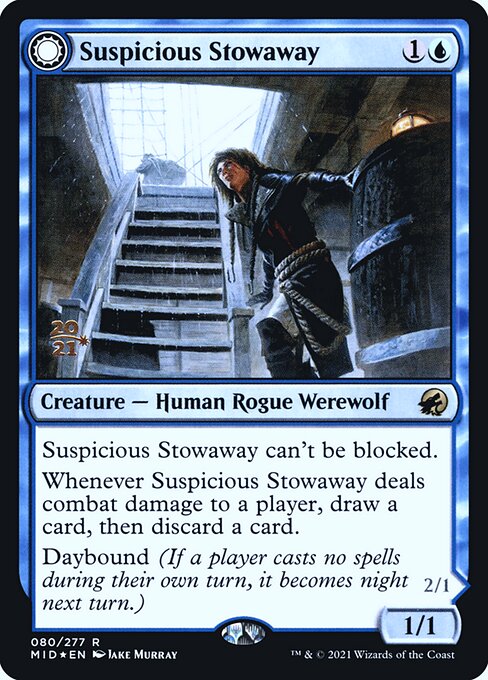 Suspicious Stowaway 1
20
21
Creature — Human Rogue Werewolf
Suspicious Stowaway can't be blocked.
Whenever Suspicious Stowaway deals
combat damage to a player, draw a
card, then discard a card.
Daybound (If a player casts no spells
during their own turn, it becomes night
next turn.)
2/1
1/1
080/277 R
MID★EN Jake Murray
™ & © 2021 Wizards of the Coast